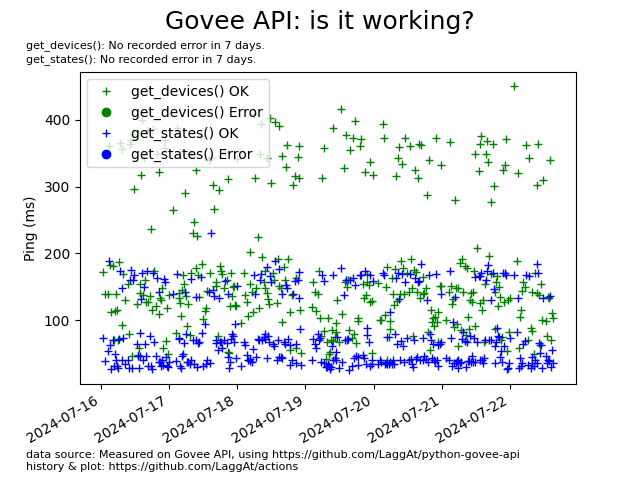 Govee API: is it working?
get_devices(): No recorded error in 7 days.
get_states(): No recorded error in 7 days.
get_devices() OK
get_devices() Error
get_states() OK
get_states() Error
Ping (ms)
400
300
200
100
2024-07-16
2024-07-17
2024-07-18
2024-07-19
2024-07-20
2024-07-21
2024-07-22
data source: Measured on Govee API, using https://github.com/LaggAt/python-govee-api
history & plot: https://github.com/LaggAt/actions